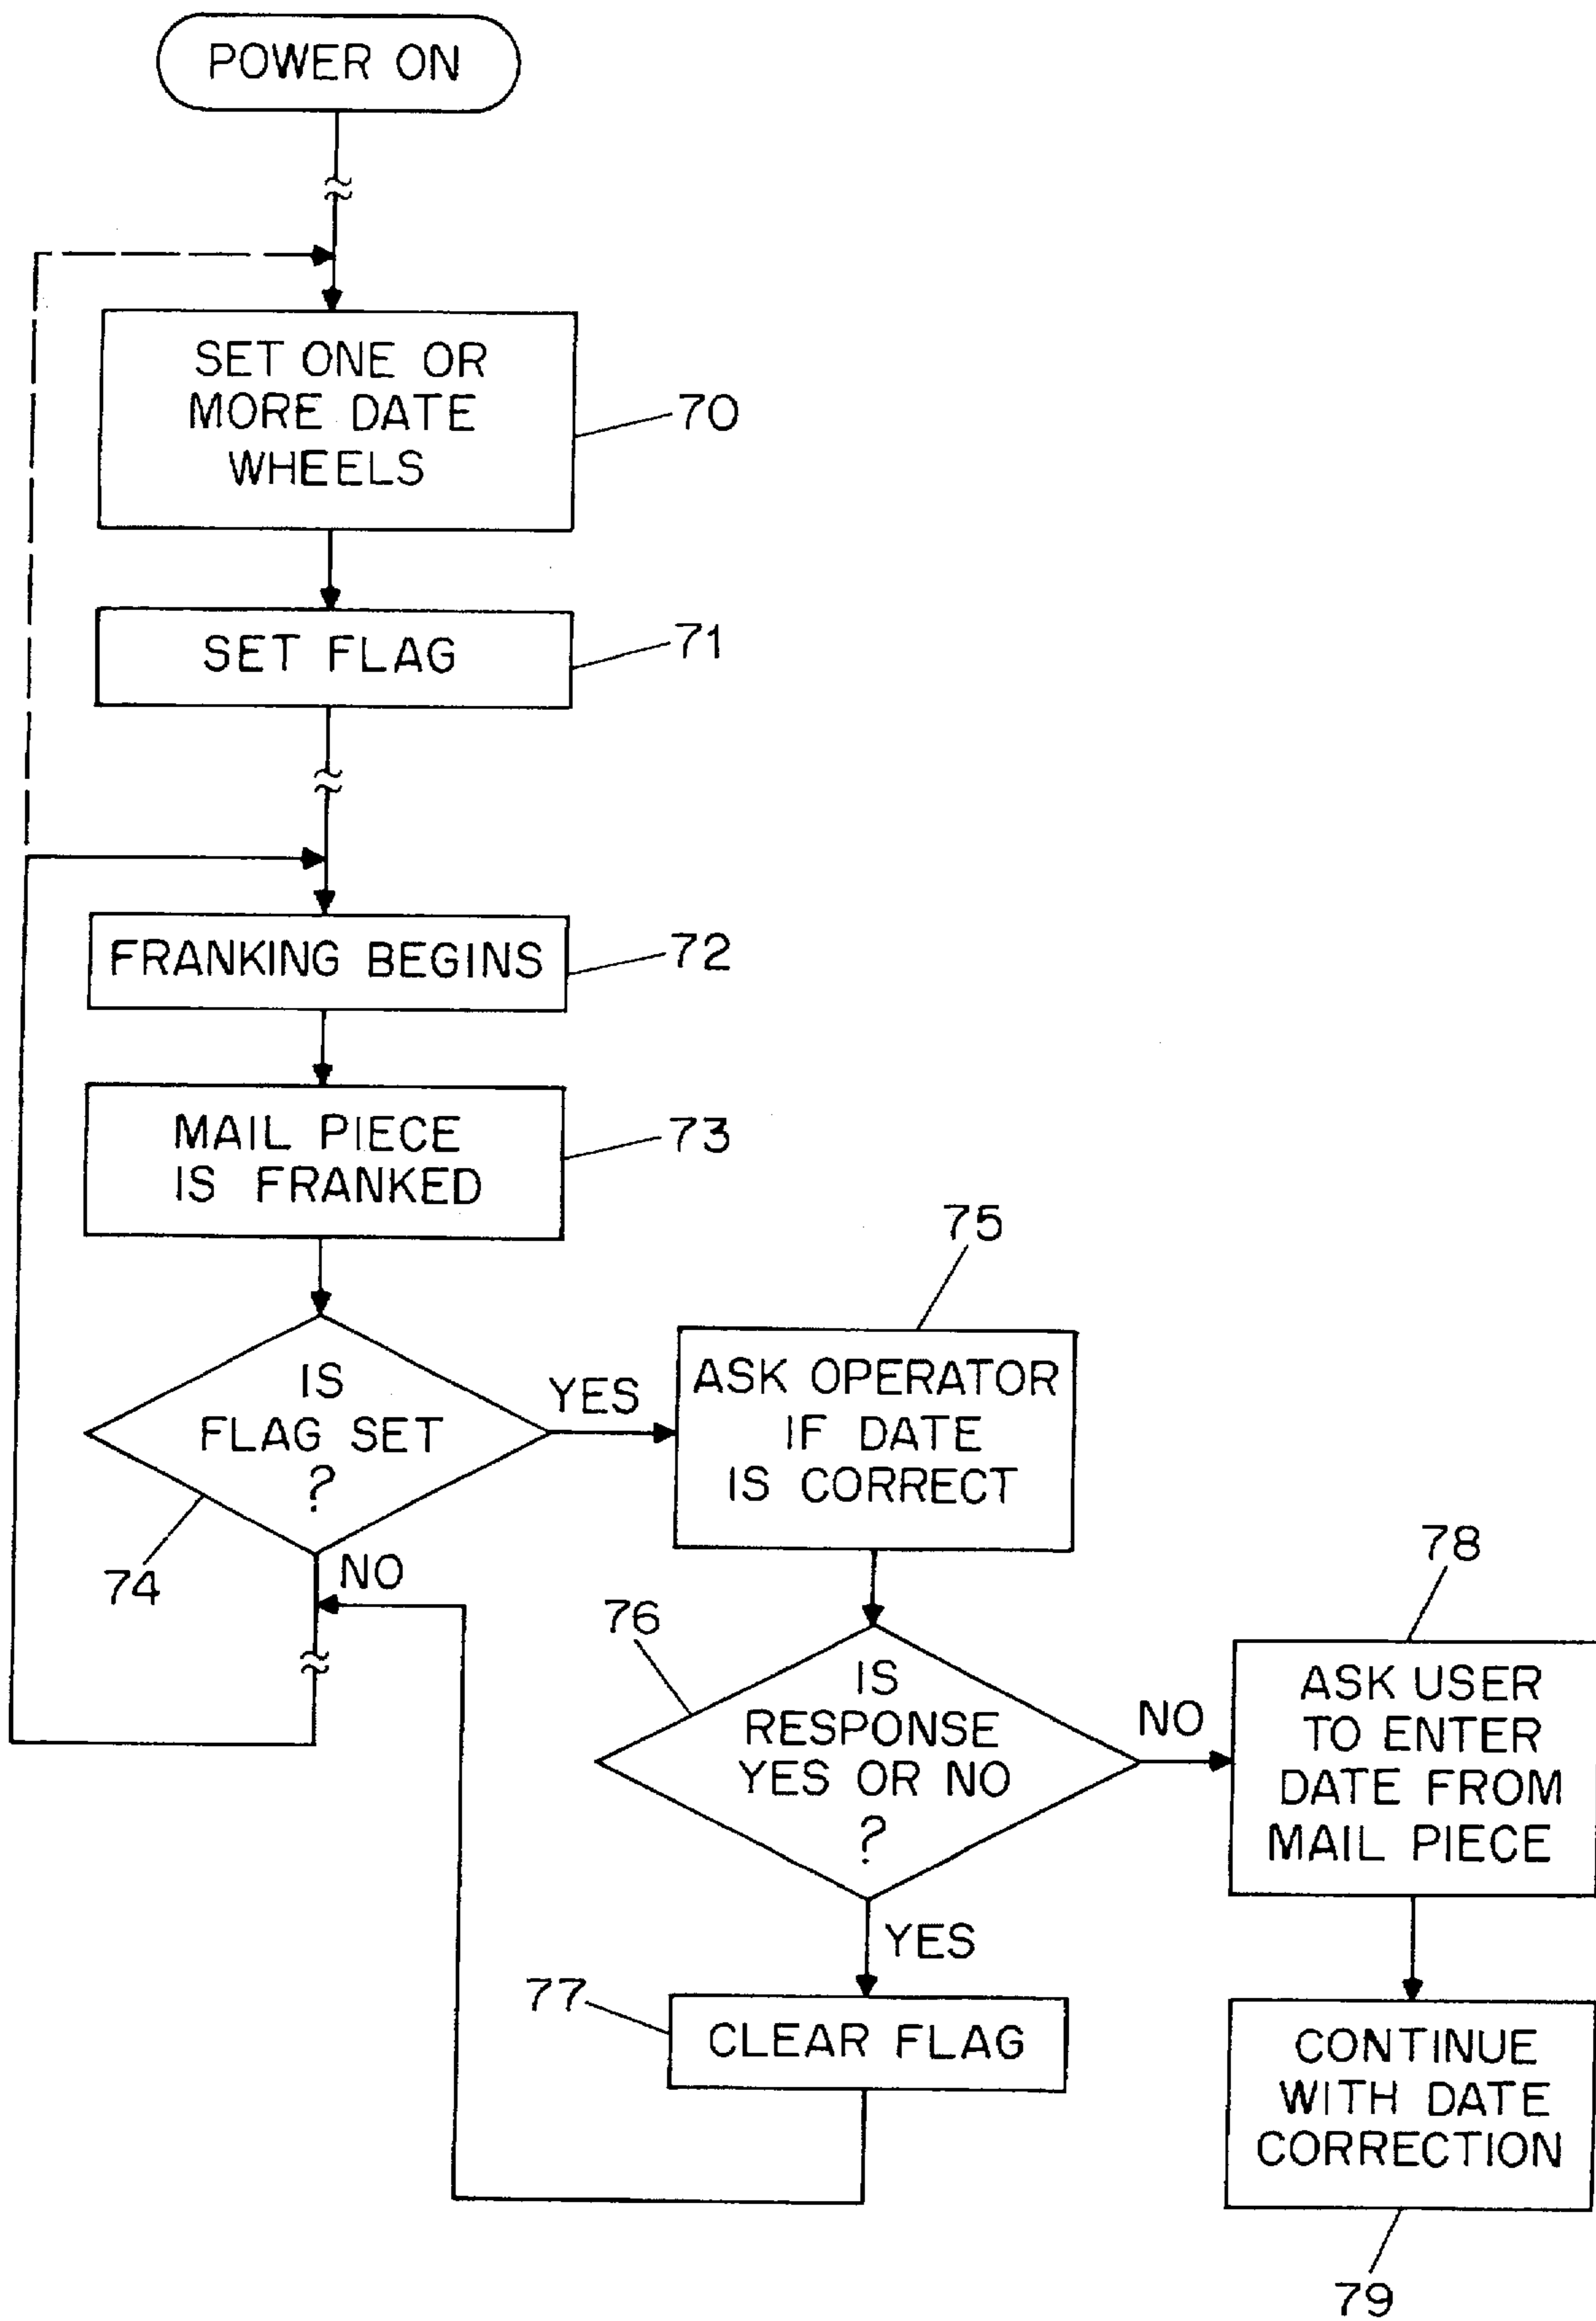 POWER ON
SET ONE OR
MORE DATE
WHEELS
70
SET FLAG
71
FRANKING BEGINS
72
MAIL PIECE
IS FRANKED
73
IS
FLAG SET
?
74
YES
NO
75
ASK OPERATOR
IF DATE
IS CORRECT
76
IS
RESPONSE
YES OR NO
?
NO
YES
78
ASK USER
TO ENTER
DATE FROM
MAIL PIECE
77
CLEAR FLAG
CONTINUE
WITH DATE
CORRECTION
79